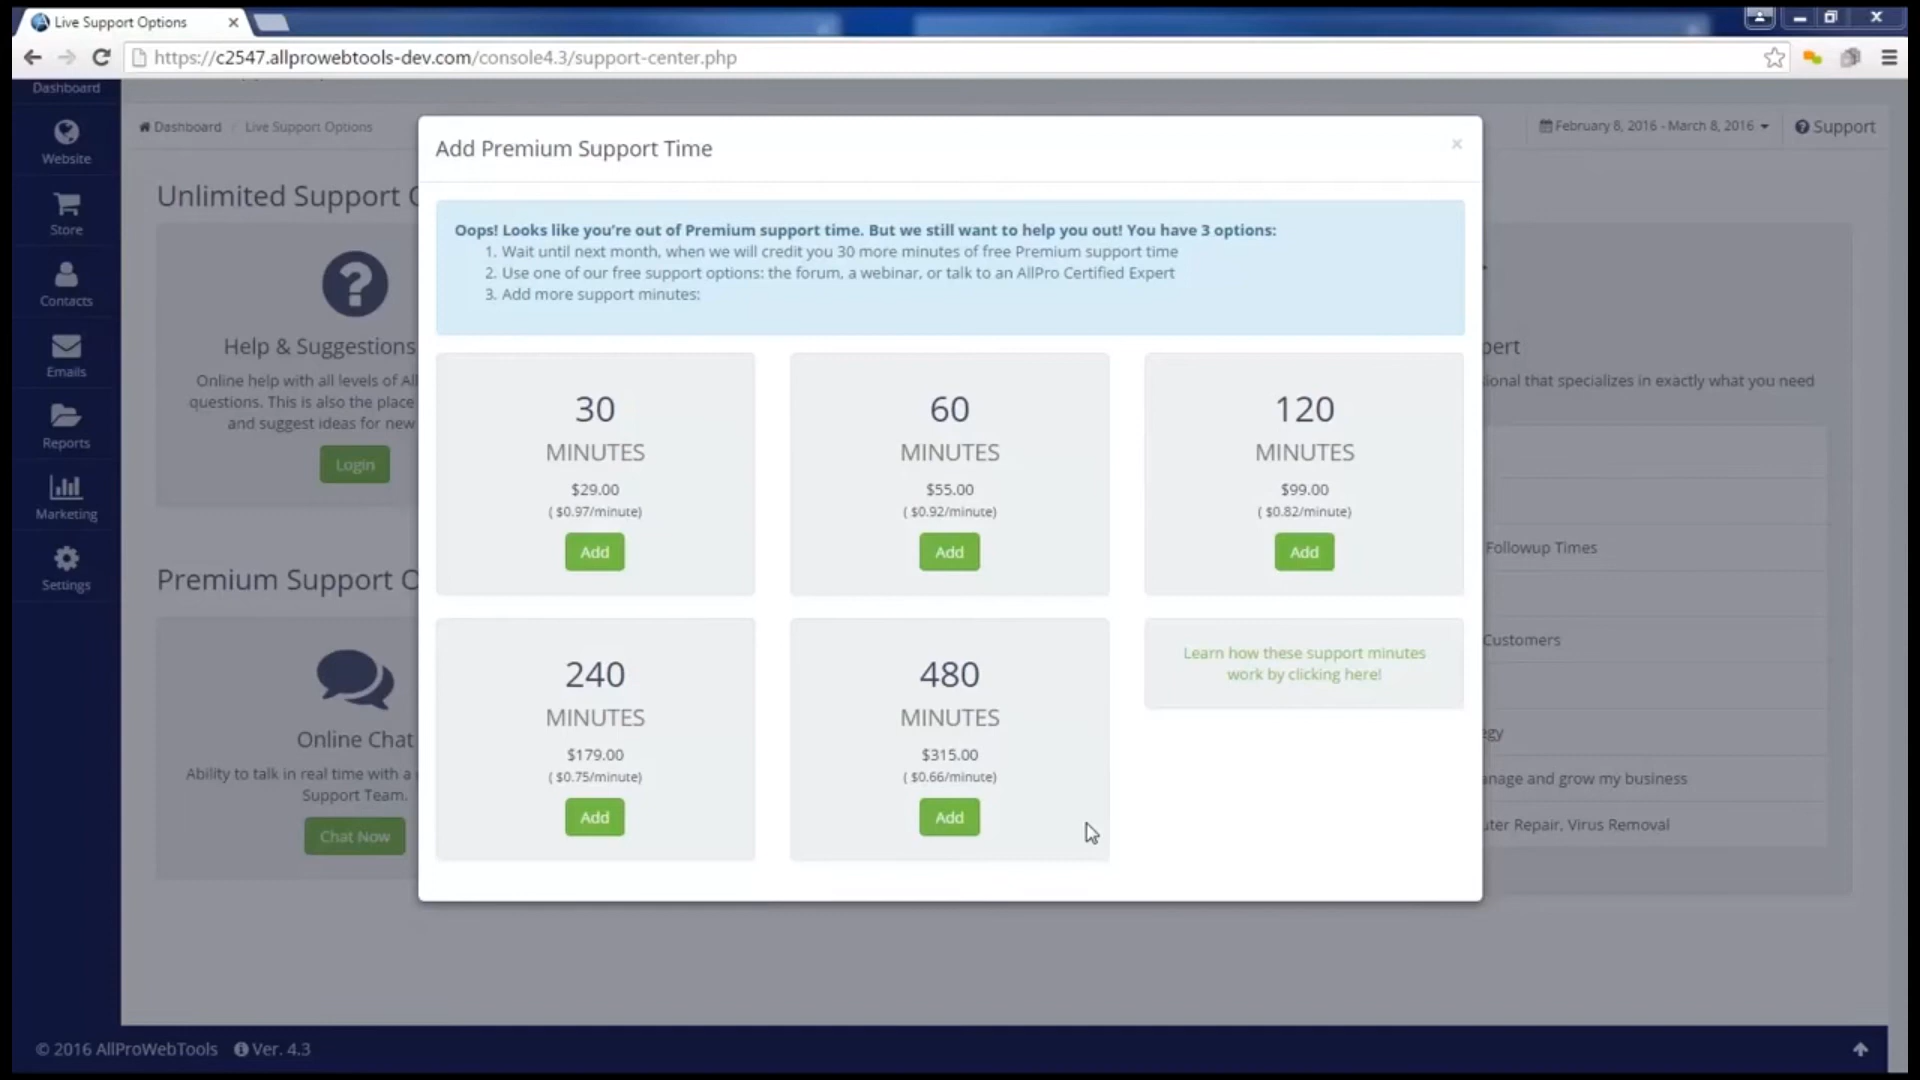 Live Support Options
https://c2547.allprowebtools-dev.com/console4.3/support-center.php
Dashboard
Website
Store
Contacts
Emails
Reports
Marketing
Settings
Dashboard / Live Support Options
February 8, 2016 - March 8, 2016
Support
Unlimited Support O
Help & Suggestions
Online help with all levels of All
questions. This is also the place
and suggest ideas for new
Login
Premium Support O
Online Chat
Ability to talk in real time with a
Support Team.
Chat Now
Add Premium Support Time
×
Oops! Looks like you're out of Premium support time. But we still want to help you out! You have 3 options:
1. Wait until next month, when we will credit you 30 more minutes of free Premium support time
2. Use one of our free support options: the forum, a webinar, or talk to an AllPro Certified Expert
3. Add more support minutes:
30
MINUTES
$29.00
( $0.97/minute)
Add
60
MINUTES
$55.00
( $0.92/minute)
Add
120
MINUTES
$99.00
( $0.82/minute)
Add
240
MINUTES
$179.00
( $0.75/minute)
Add
480
MINUTES
$315.00
( $0.66/minute)
Add
Learn how these support minutes
work by clicking here!
pert
ional that specializes in exactly what you need
Followup Times
Customers
egy
anage and grow my business
uter Repair, Virus Removal
© 2016 AllProWebTools
Ver. 4.3